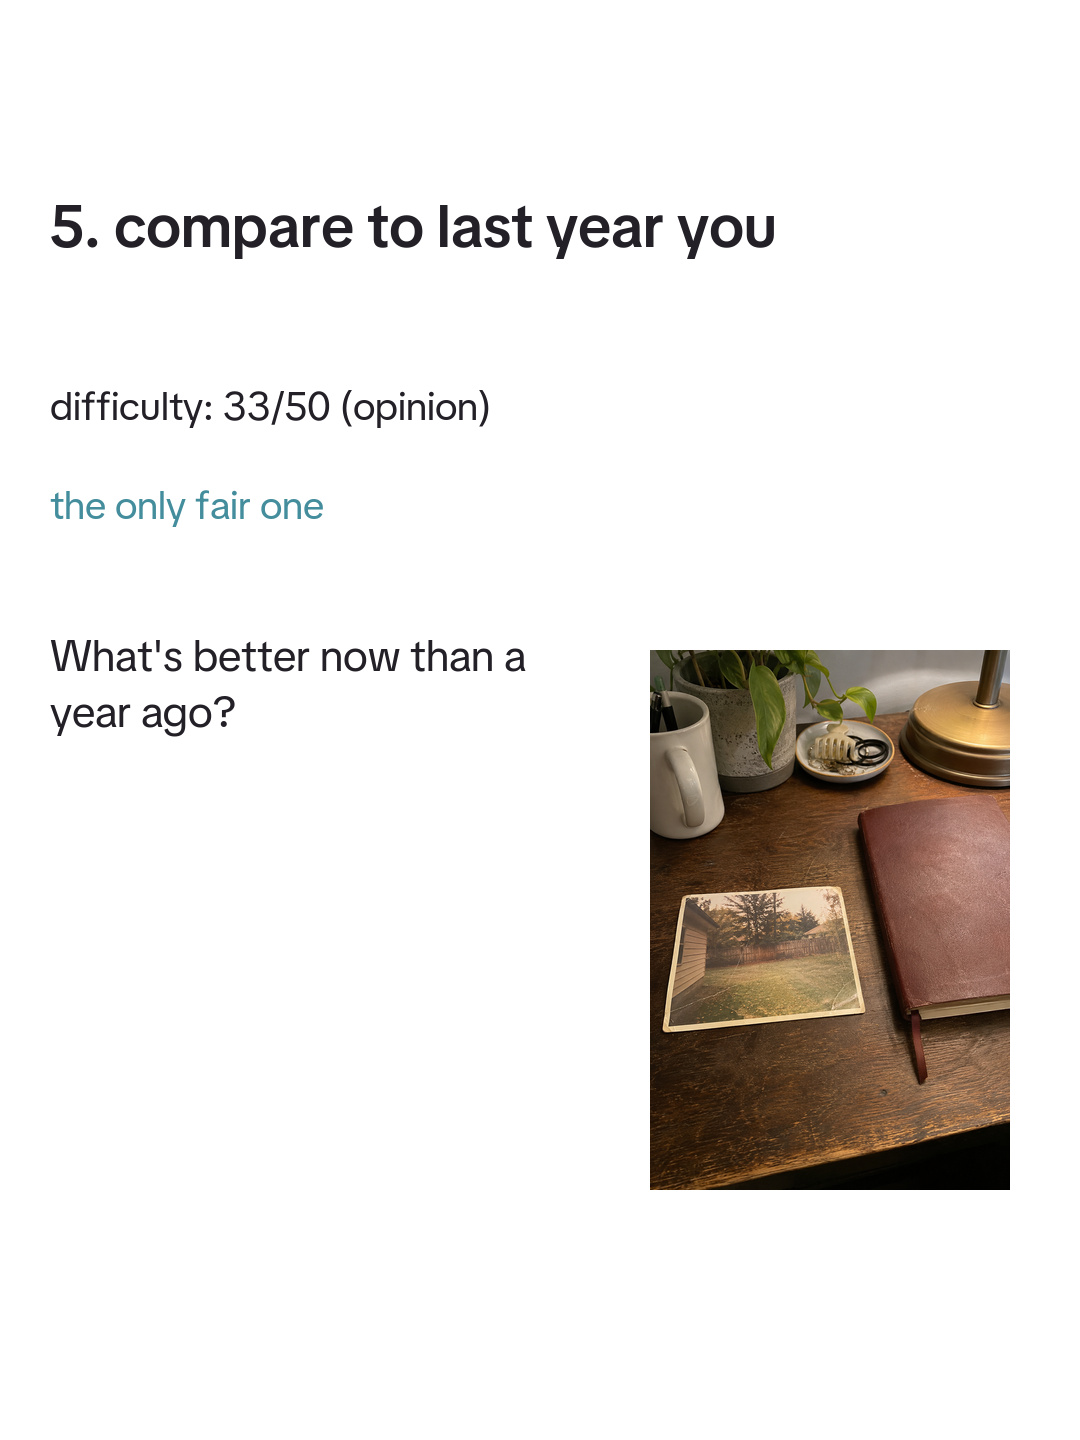 5. compare to last year you
difficulty: 33/50 (opinion)
the only fair one
What's better now than a
year ago?